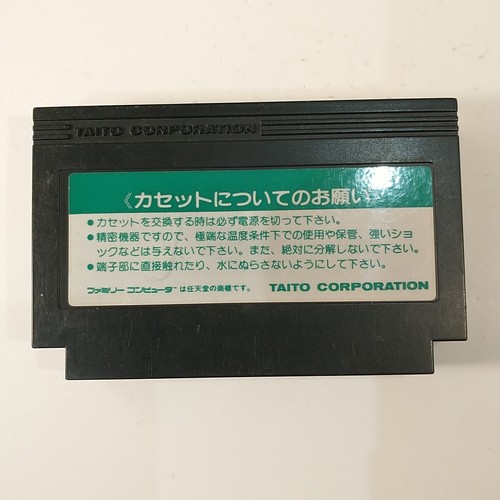 TAITO CORPORATION
《カセットについてのお願い
●カセットを交換する時は必ず電源を切って下さい。
●精密機器ですので、極端な温度条件下での使用や保管、強いショ
ックなどは与えないで下さい。また、絶対に分解しないで下さい。
●端子部に直接触れたり、水にぬらさないようにして下さい。
ファミリーコンピュータ™は任天堂の商標です。 TAITO CORPORATION